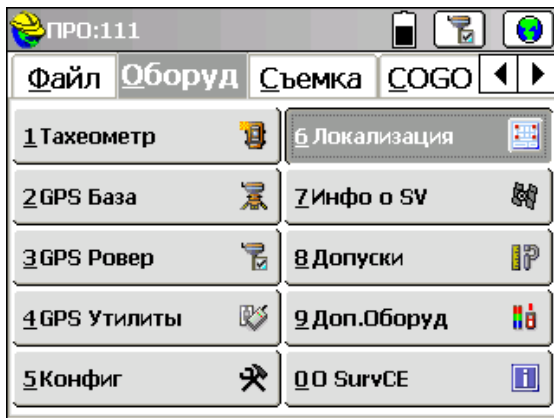 ПРО:111
Файл Оборуд Съемка COGO
1 Тахеометр
6 Локализация
2 GPS База
7 Инфо о SV
3 GPS Ровер
8 Допуски
4 GPS Утилиты
9 Доп.Оборуд
5 Конфиг
0 О SurvCE